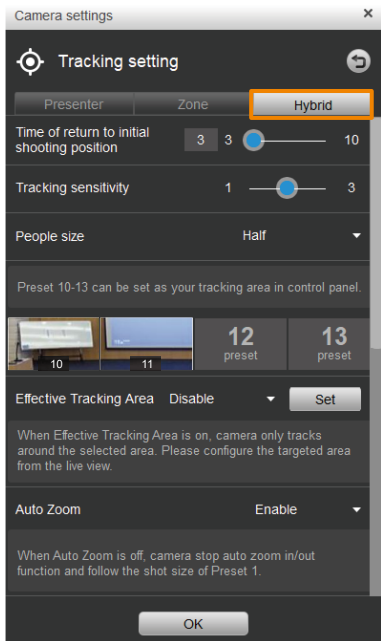 Camera settings ×
Tracking setting
Presenter Zone Hybrid
Time of return to initial
shooting position 3 3 10
Tracking sensitivity 1 3
People size Half
Preset 10-13 can be set as your tracking area in control panel.
10 11 12 preset 13 preset
Effective Tracking Area Disable Set
When Effective Tracking Area is on, camera only tracks
around the selected area. Please configure the targeted area
from the live view.
Auto Zoom Enable
When Auto Zoom is off, camera stop auto zoom in/out
function and follow the shot size of Preset 1.
OK